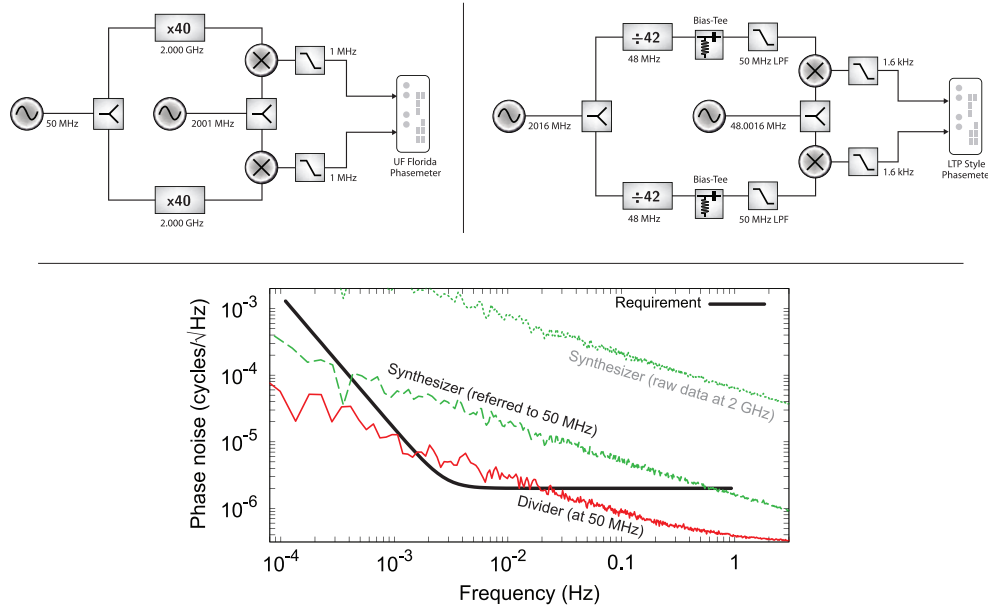 x40
2.000 GHz
1 MHz
50 MHz
2001 MHz
UF Florida
Phasemeter
1 MHz
x40
2.000 GHz
÷42
48 MHz
Bias-Tee
50 MHz LPF
1.6 kHz
2016 MHz
48.0016 MHz
LTP Style
Phasemeter
1.6 kHz
÷42
48 MHz
Bias-Tee
50 MHz LPF
Phase noise (cycles/√Hz)
10⁻³
10⁻⁴
10⁻⁵
10⁻⁶
Requirement
Synthesizer (raw data at 2 GHz)
Synthesizer (referred to 50 MHz)
Divider (at 50 MHz)
10⁻⁴
10⁻³
10⁻²
0.1
1
Frequency (Hz)